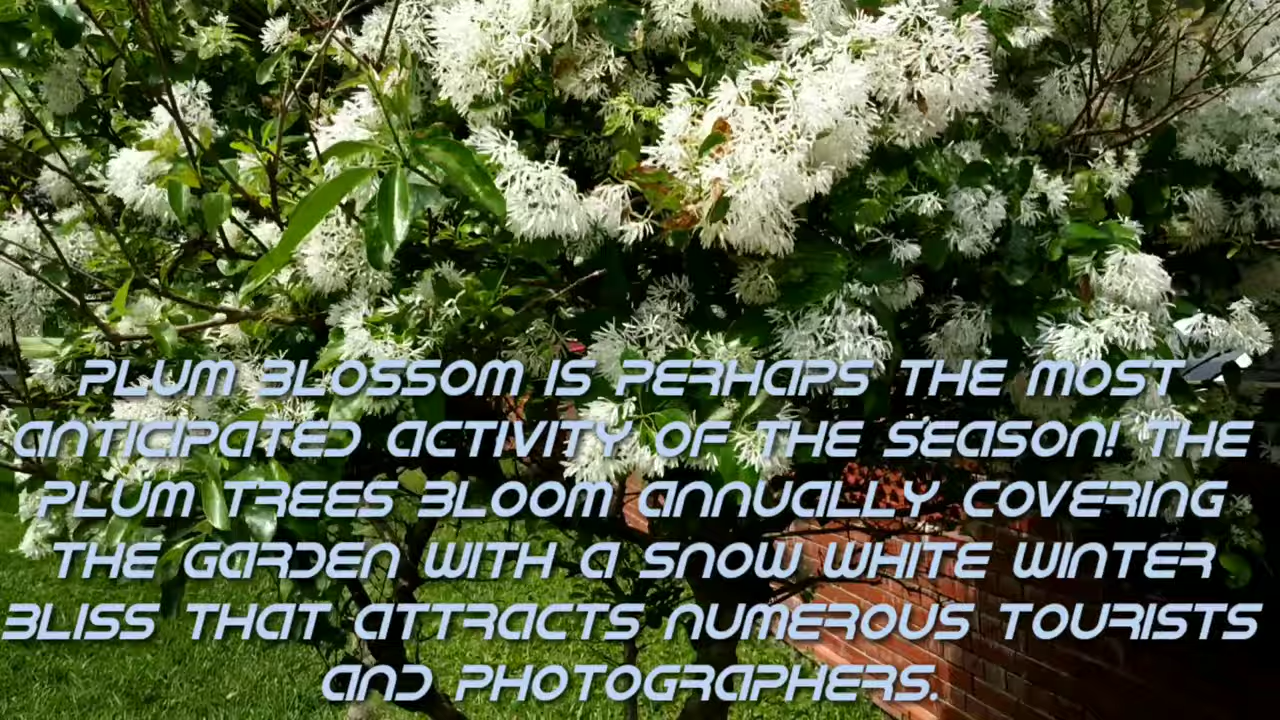 PLUM BLOSSOM IS PERHAPS THE MOST
ANTICIPATED ACTIVITY OF THE SEASON! THE
PLUM TREES BLOOM ANNUALLY COVERING
THE GARDEN WITH A SNOW WHITE WINTER
BLISS THAT ATTRACTS NUMEROUS TOURISTS
AND PHOTOGRAPHERS.